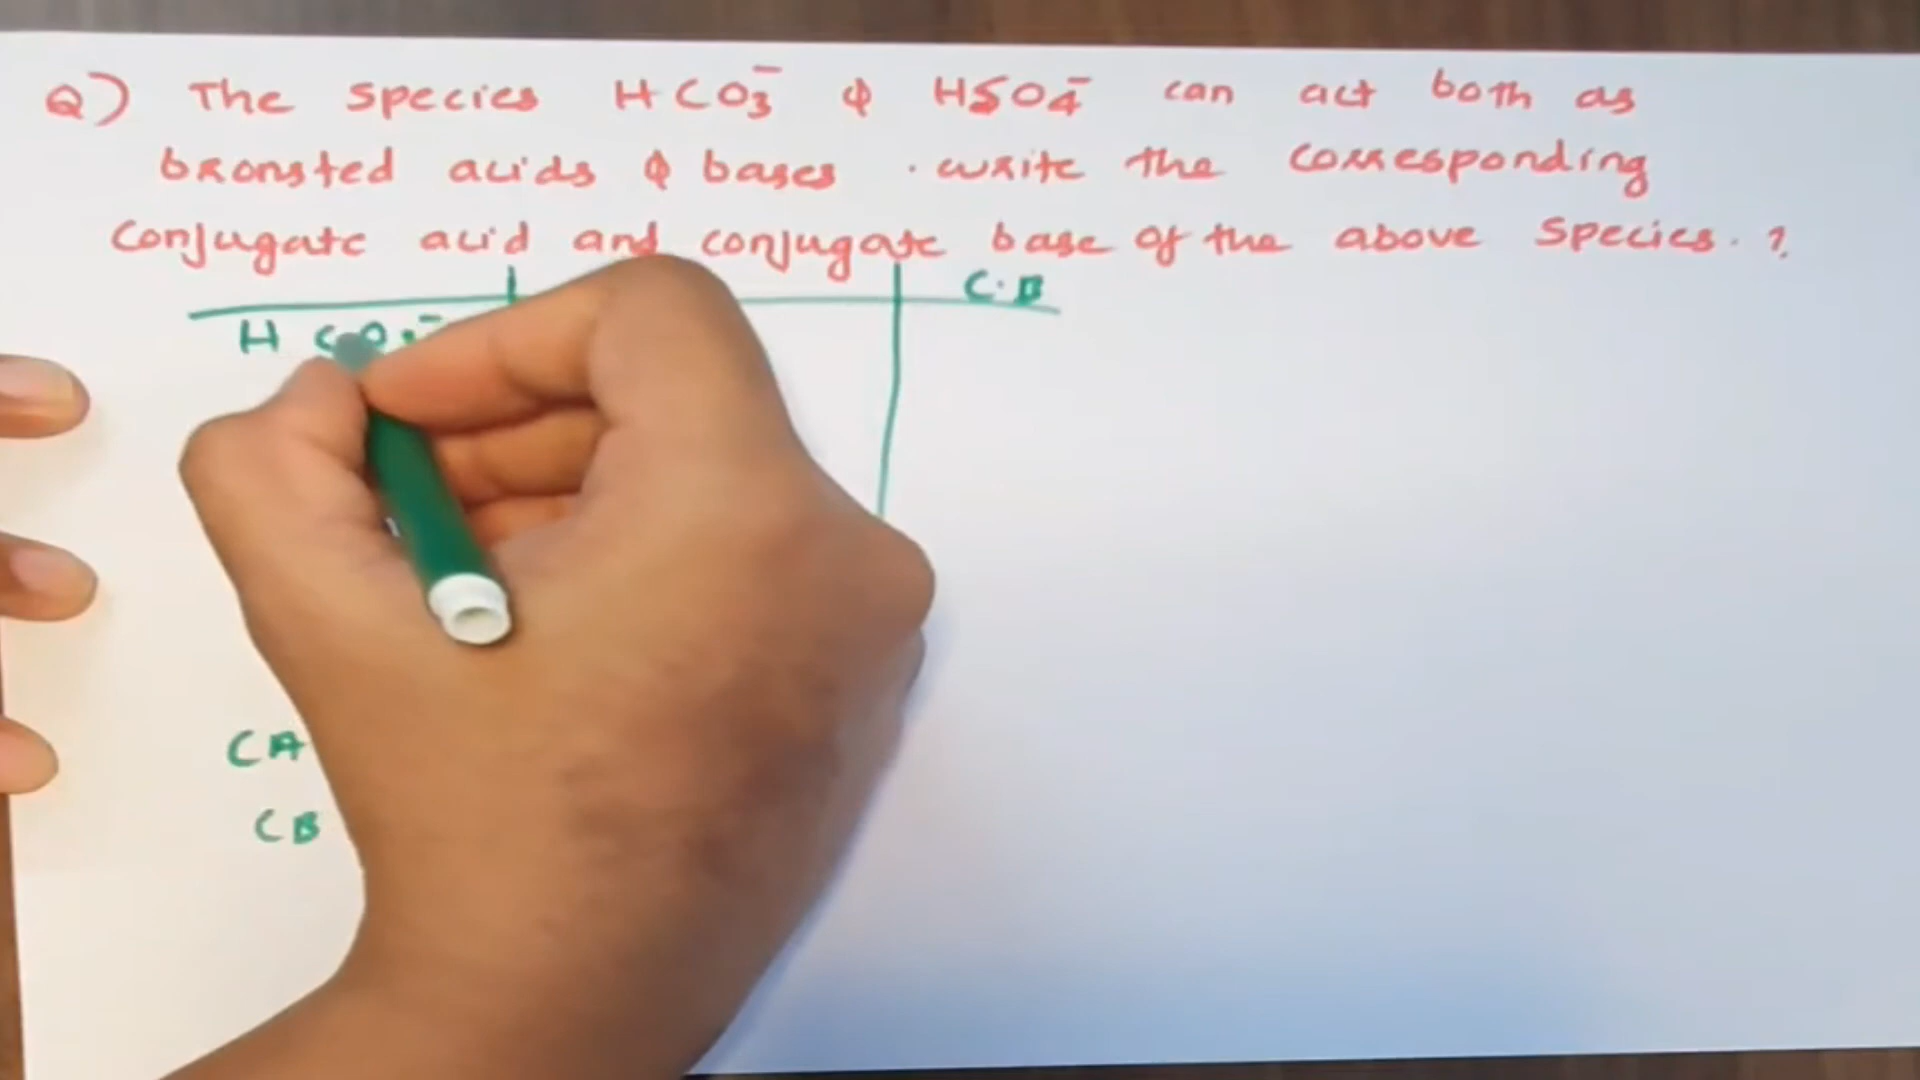 Q) The species HCO₃⁻ & HSO₄⁻ can act both as
bronsted acids & bases . write the corresponding
conjugate acid and conjugate base of the above species. ?
C.B
H CO₃⁻
CA
CB